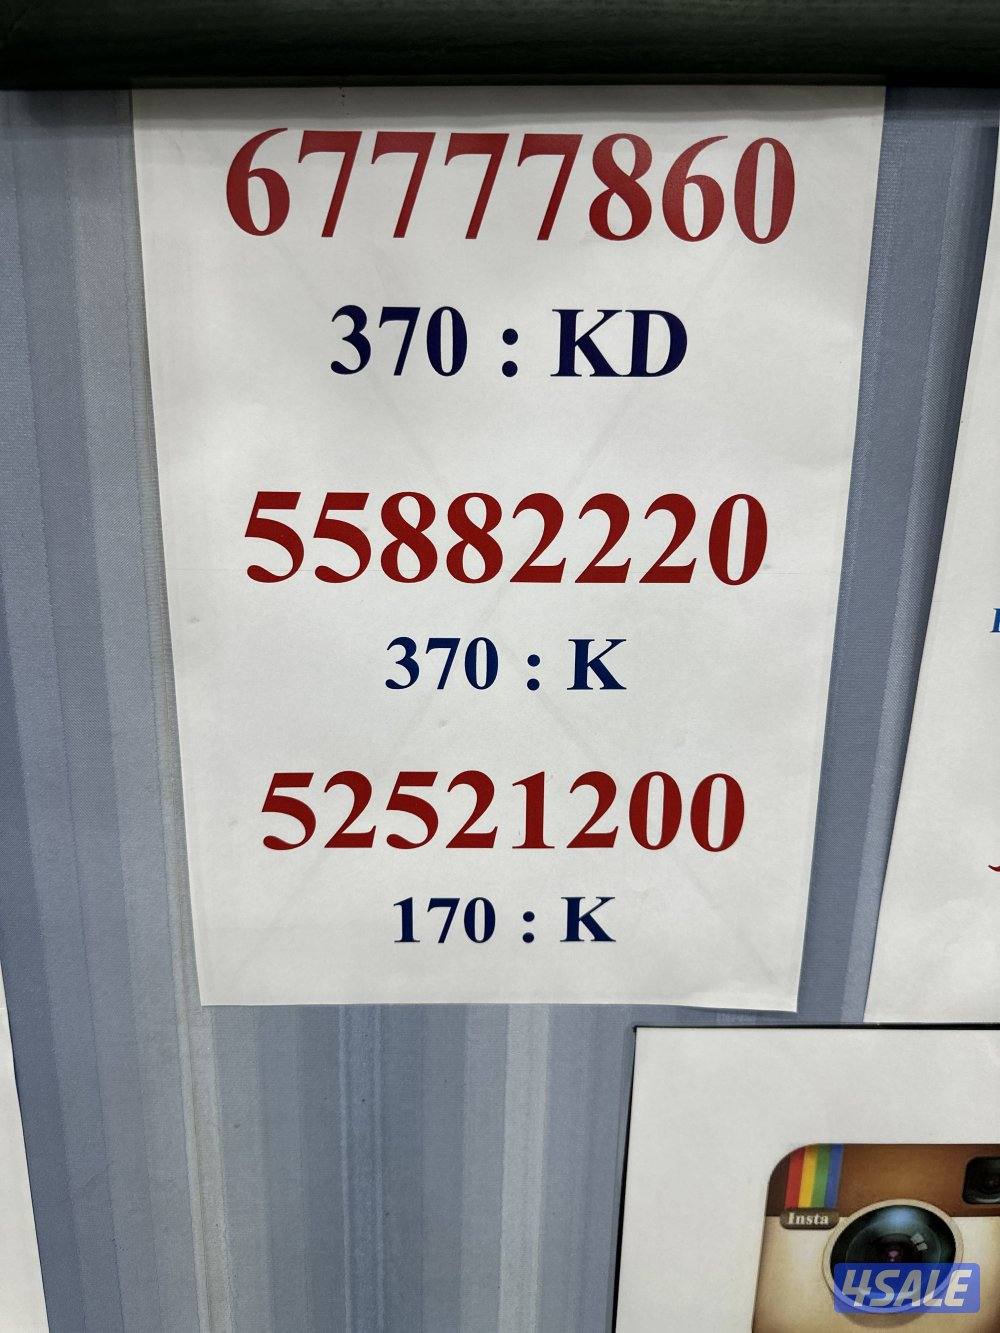 67777860
370 : KD
55882220
370 : K
52521200
170 : K
Insta
4SALE